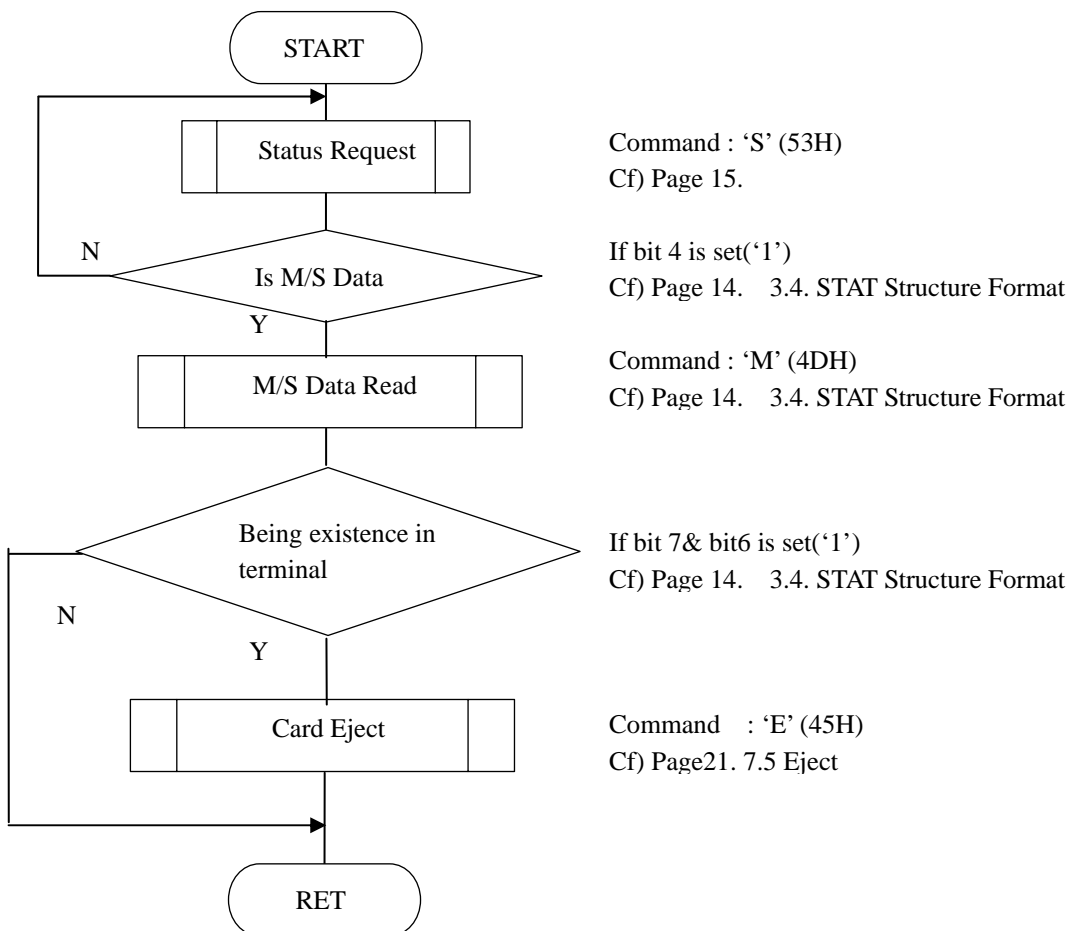 START
Status Request
Command : ‘S’ (53H)
Cf) Page 15.
N
Is M/S Data
If bit 4 is set(‘1’)
Cf) Page 14. 3.4. STAT Structure Format
Y
M/S Data Read
Command : ‘M’ (4DH)
Cf) Page 14. 3.4. STAT Structure Format
Being existence in
terminal
If bit 7& bit6 is set(‘1’)
Cf) Page 14. 3.4. STAT Structure Format
N
Y
Card Eject
Command : ‘E’ (45H)
Cf) Page21. 7.5 Eject
RET